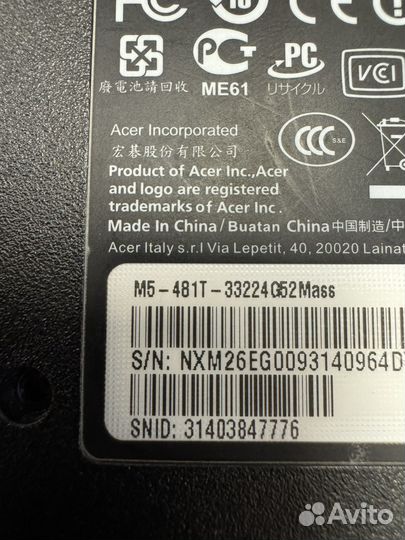 廢電池請回收
ME61
PC
リサイクル
VCI
Acer Incorporated
宏碁股份有限公司
CCC S&E
Product of Acer Inc.,Acer
and logo are registered
trademarks of Acer Inc.
Made In China / Buatan China 中国制造/中
Acer Italy s.r.l Via Lepetit, 40, 20020 Lainat
M5-481T-33224G52Mass
S/N: NXM26EG0093140964D
SNID: 31403847776
Avito